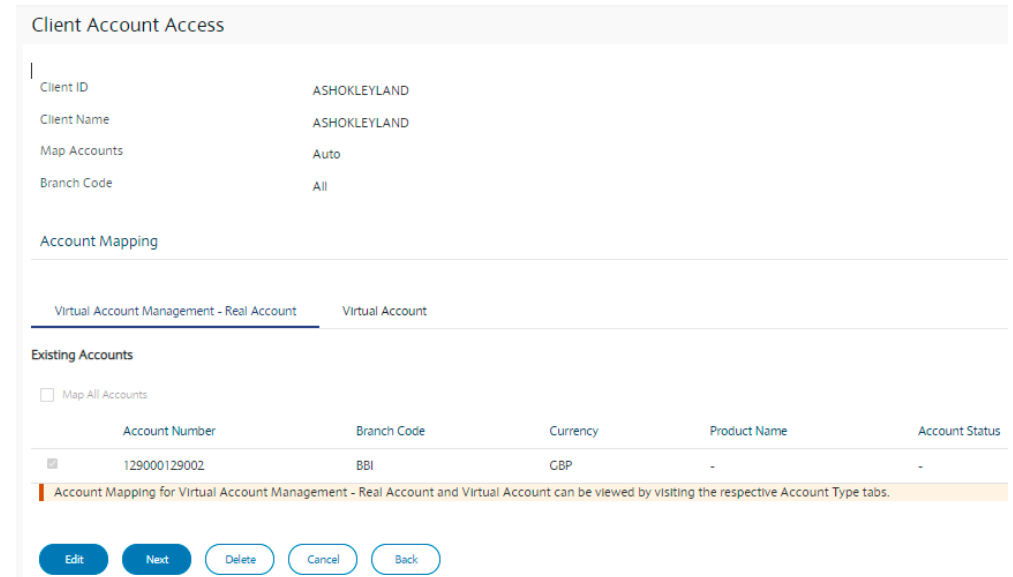 Client Account Access
Client ID ASHOKLEYLAND
Client Name ASHOKLEYLAND
Map Accounts Auto
Branch Code All
Account Mapping
Virtual Account Management - Real Account Virtual Account
Existing Accounts
Map All Accounts
Account Number Branch Code Currency Product Name Account Status
129000129002 BBI GBP - -
Account Mapping for Virtual Account Management - Real Account and Virtual Account can be viewed by visiting the respective Account Type tabs.
Edit Next Delete Cancel Back